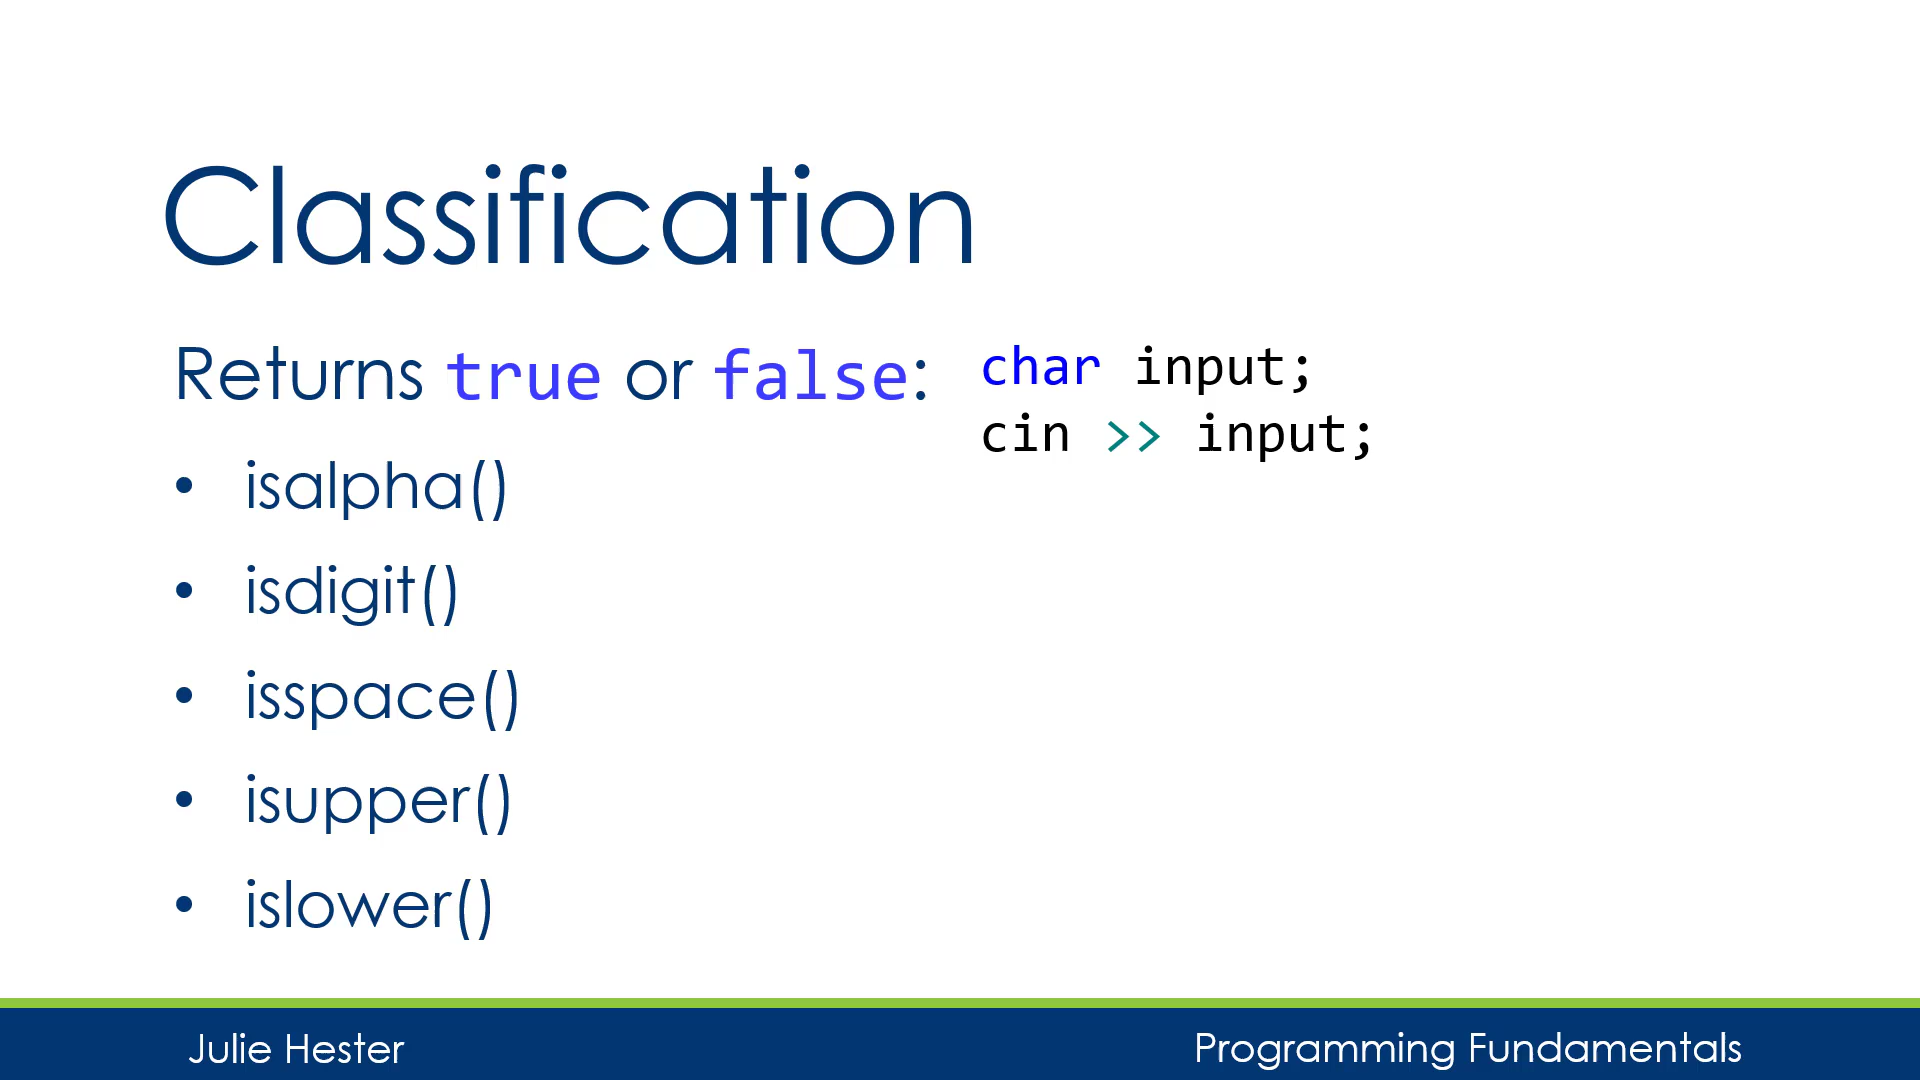 Classification
Returns true or false:
• isalpha()
• isdigit()
• isspace()
• isupper()
• islower()
char input;
cin >> input;
Julie Hester
Programming Fundamentals